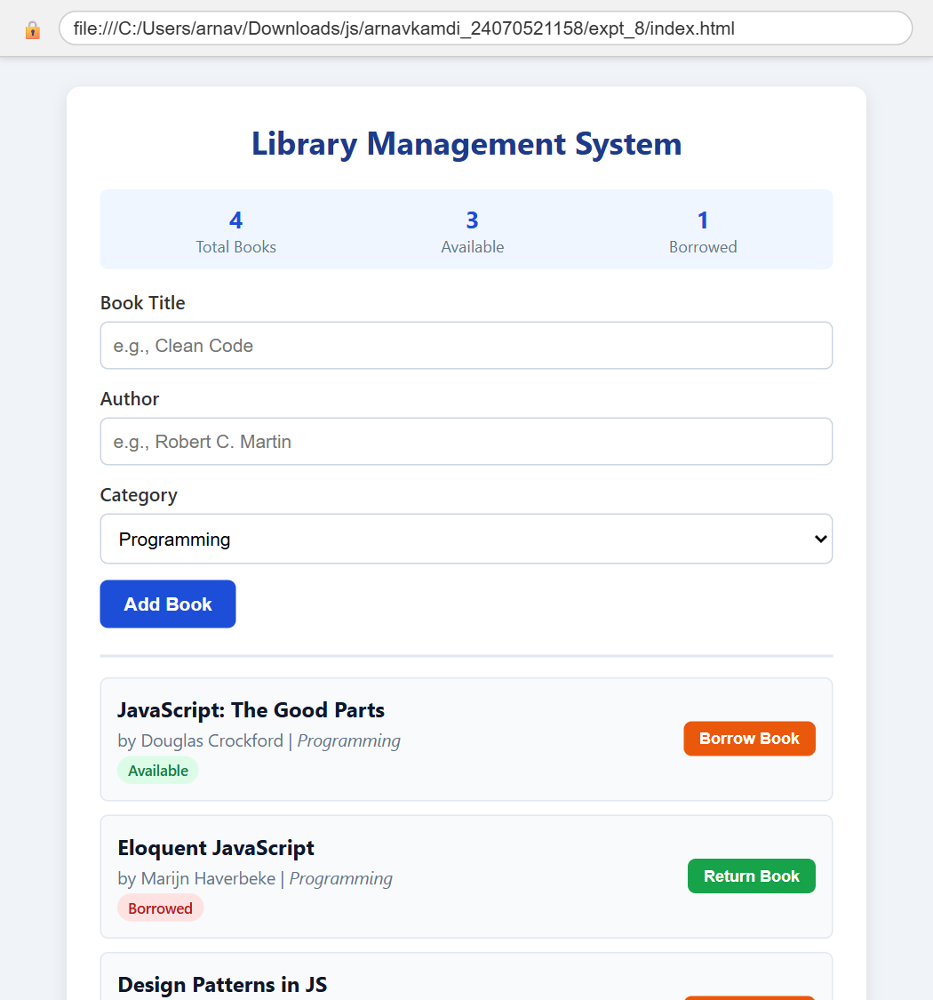 file:///C:/Users/arnav/Downloads/js/arnavkamdi_24070521158/expt_8/index.html
Library Management System
4 3 1
Total Books Available Borrowed
Book Title
e.g., Clean Code
Author
e.g., Robert C. Martin
Category
Programming
Add Book
JavaScript: The Good Parts
by Douglas Crockford | Programming
Available
Borrow Book
Eloquent JavaScript
by Marijn Haverbeke | Programming
Borrowed
Return Book
Design Patterns in JS